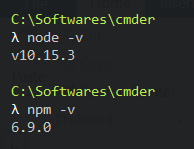 C:\Softwares\cmder
λ node -v
v10.15.3
C:\Softwares\cmder
λ npm -v
6.9.0